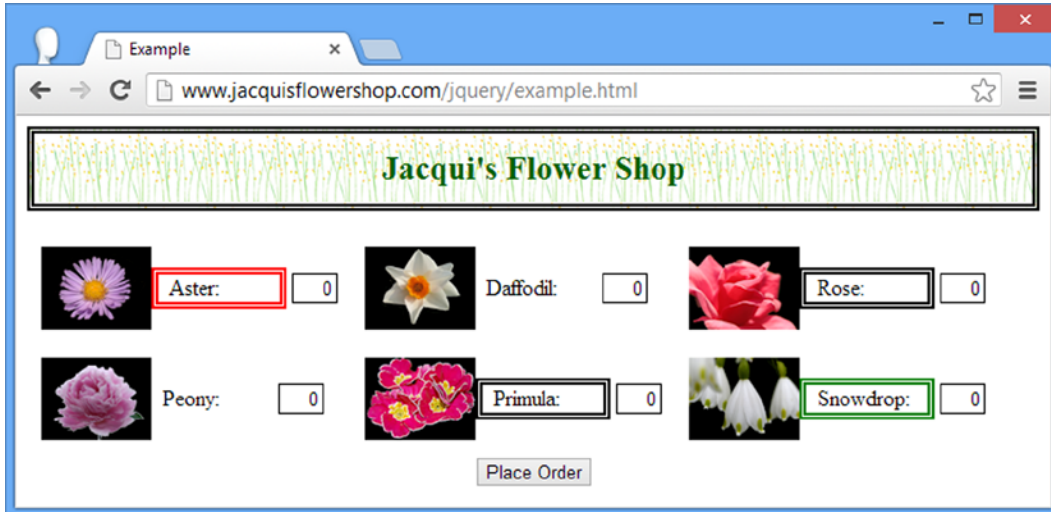 Example
www.jacquisflowershop.com/jquery/example.html
Jacqui's Flower Shop
Aster: 0 Daffodil: 0 Rose: 0
Peony: 0 Primula: 0 Snowdrop: 0
Place Order